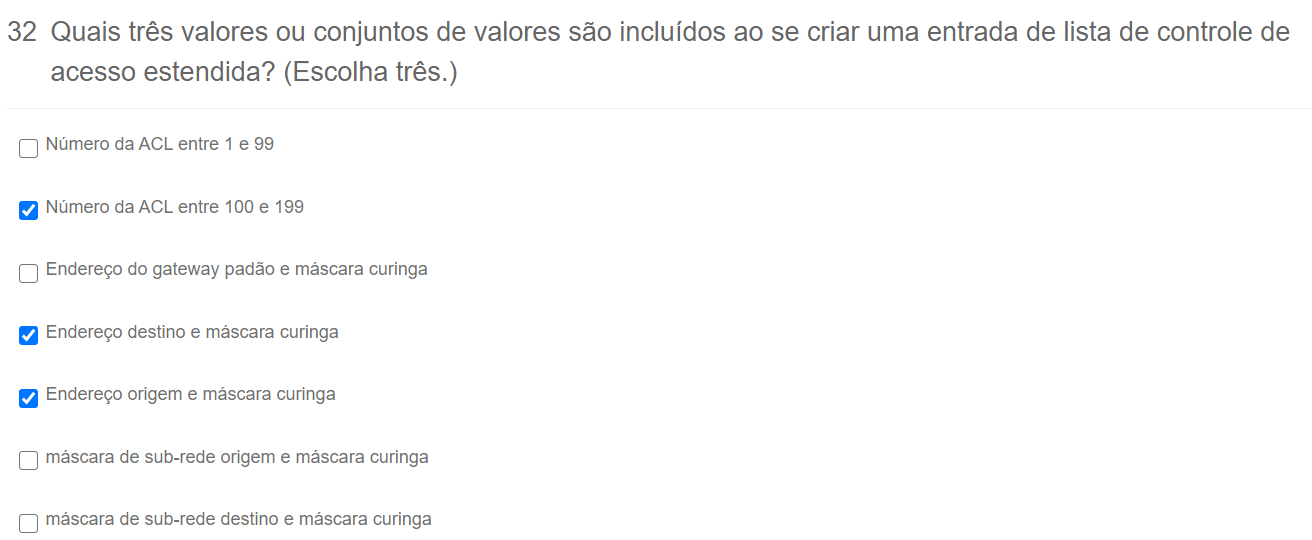 32 Quais três valores ou conjuntos de valores são incluídos ao se criar uma entrada de lista de controle de
acesso estendida? (Escolha três.)
Número da ACL entre 1 e 99
Número da ACL entre 100 e 199
Endereço do gateway padão e máscara curinga
Endereço destino e máscara curinga
Endereço origem e máscara curinga
máscara de sub-rede origem e máscara curinga
máscara de sub-rede destino e máscara curinga